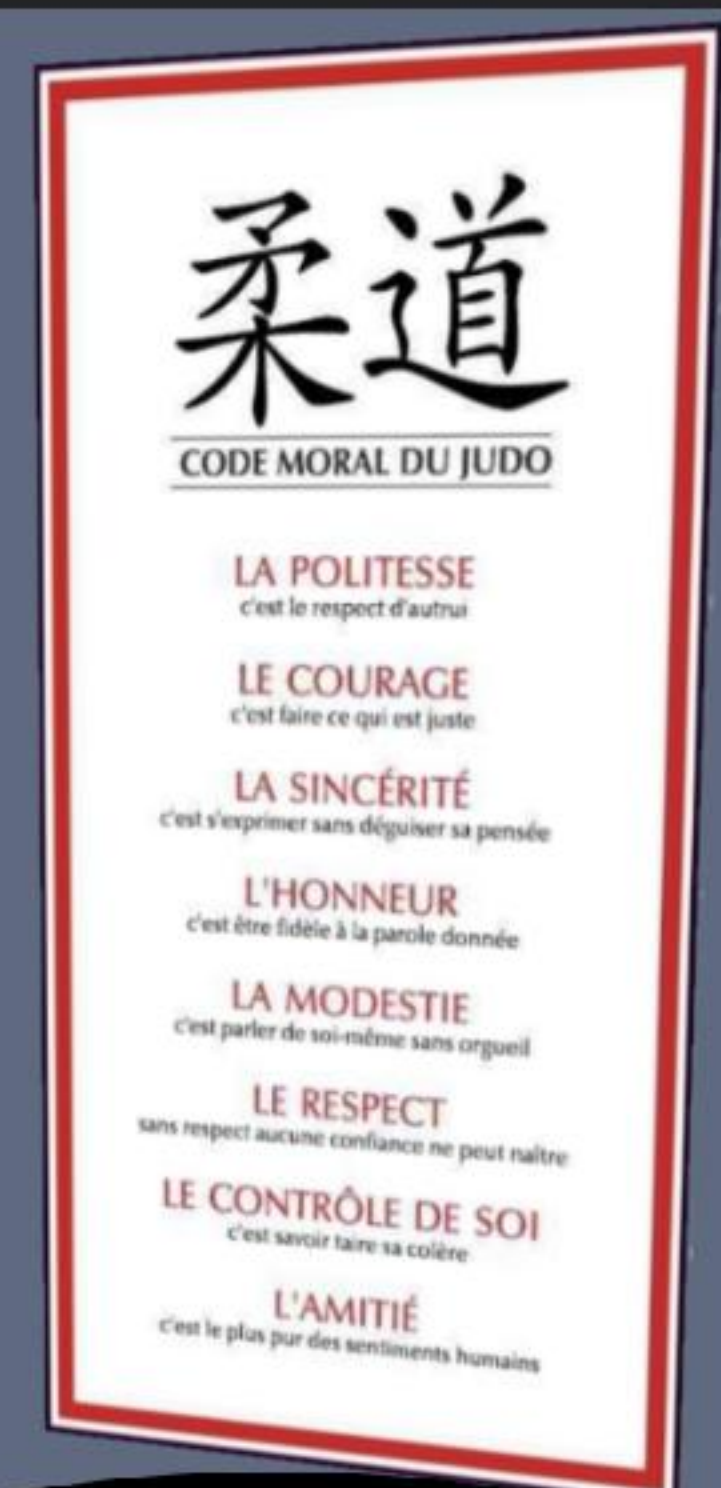 柔道
CODE MORAL DU JUDO
LA POLITESSE
c'est le respect d'autrui
LE COURAGE
c'est faire ce qui est juste
LA SINCÉRITÉ
c'est s'exprimer sans déguiser sa pensée
L'HONNEUR
c'est être fidèle à la parole donnée
LA MODESTIE
c'est parler de soi-même sans orgueil
LE RESPECT
sans respect aucune confiance ne peut naître
LE CONTRÔLE DE SOI
c'est savoir taire sa colère
L'AMITIÉ
c'est le plus pur des sentiments humains